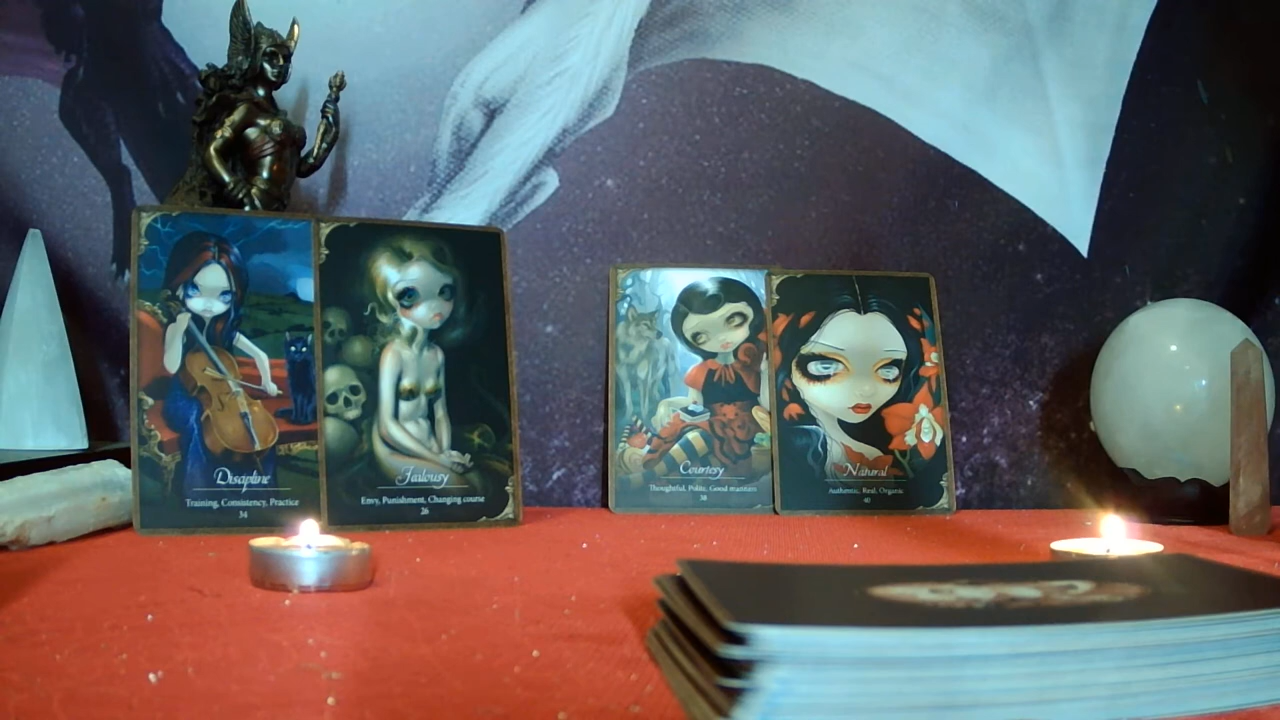 Discipline
Training, Consistency, Practice
34
Jealousy
Envy, Punishment, Changing course
26
Courtesy
Thoughtful, Polite, Good manners
38
Natural
Authentic, Real, Organic
40